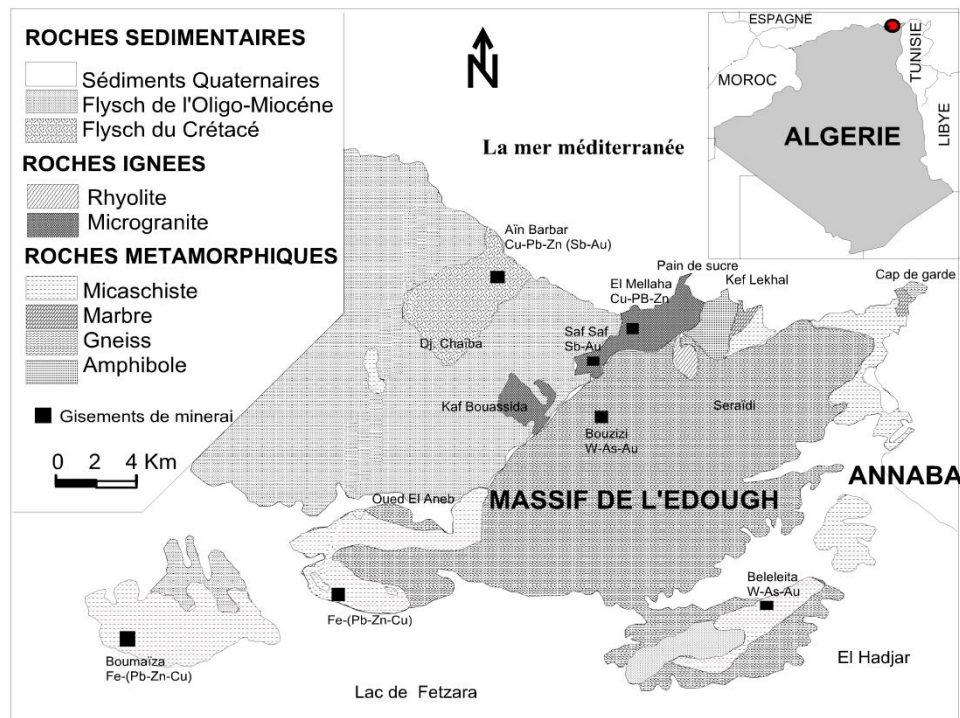 ROCHES SEDIMENTAIRES
Sédiments Quaternaires
Flysch de l'Oligo-Miocéne
Flysch du Crétacé
ROCHES IGNEES
Rhyolite
Microgranite
ROCHES METAMORPHIQUES
Micaschiste
Marbre
Gneiss
Amphibole
Gisements de minerai
0 2 4 Km
N
La mer méditerranée
ESPAGNE
MOROC
TUNISIE
LIBYE
ALGERIE
Aïn Barbar
Cu-Pb-Zn (Sb-Au)
Dj. Chaïba
El Mellaha
Cu-PB-Zn
Pain de sucre
Kef Lekhal
Cap de garde
Saf Saf
Sb-Au
Kaf Bouassida
Seraïdi
Bouzizi
W-As-Au
ANNABA
Oued El Aneb
MASSIF DE L'EDOUGH
Beleleita
W-As-Au
Fe-(Pb-Zn-Cu)
Boumaïza
Fe-(Pb-Zn-Cu)
El Hadjar
Lac de Fetzara